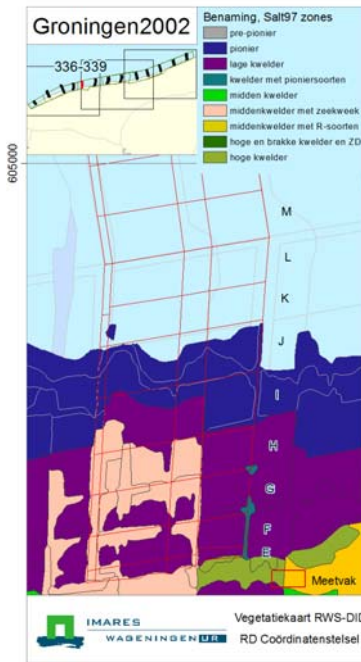 Groningen2002
336-339
Benaming, Salt97 zones
pre-pionier
pionier
lage kwelder
kwelder met pioniersoorten
midden kwelder
middenkwelder met zeekweek
middenkwelder met R-soorten
hoge en brakke kwelder en ZD
hoge kwelder
605000
M
L
K
J
I
H
G
F
E
Meetvak
IMARES
WAGENINGEN UR
Vegetatiekaart RWS-DID
RD Coördinatenstelsel